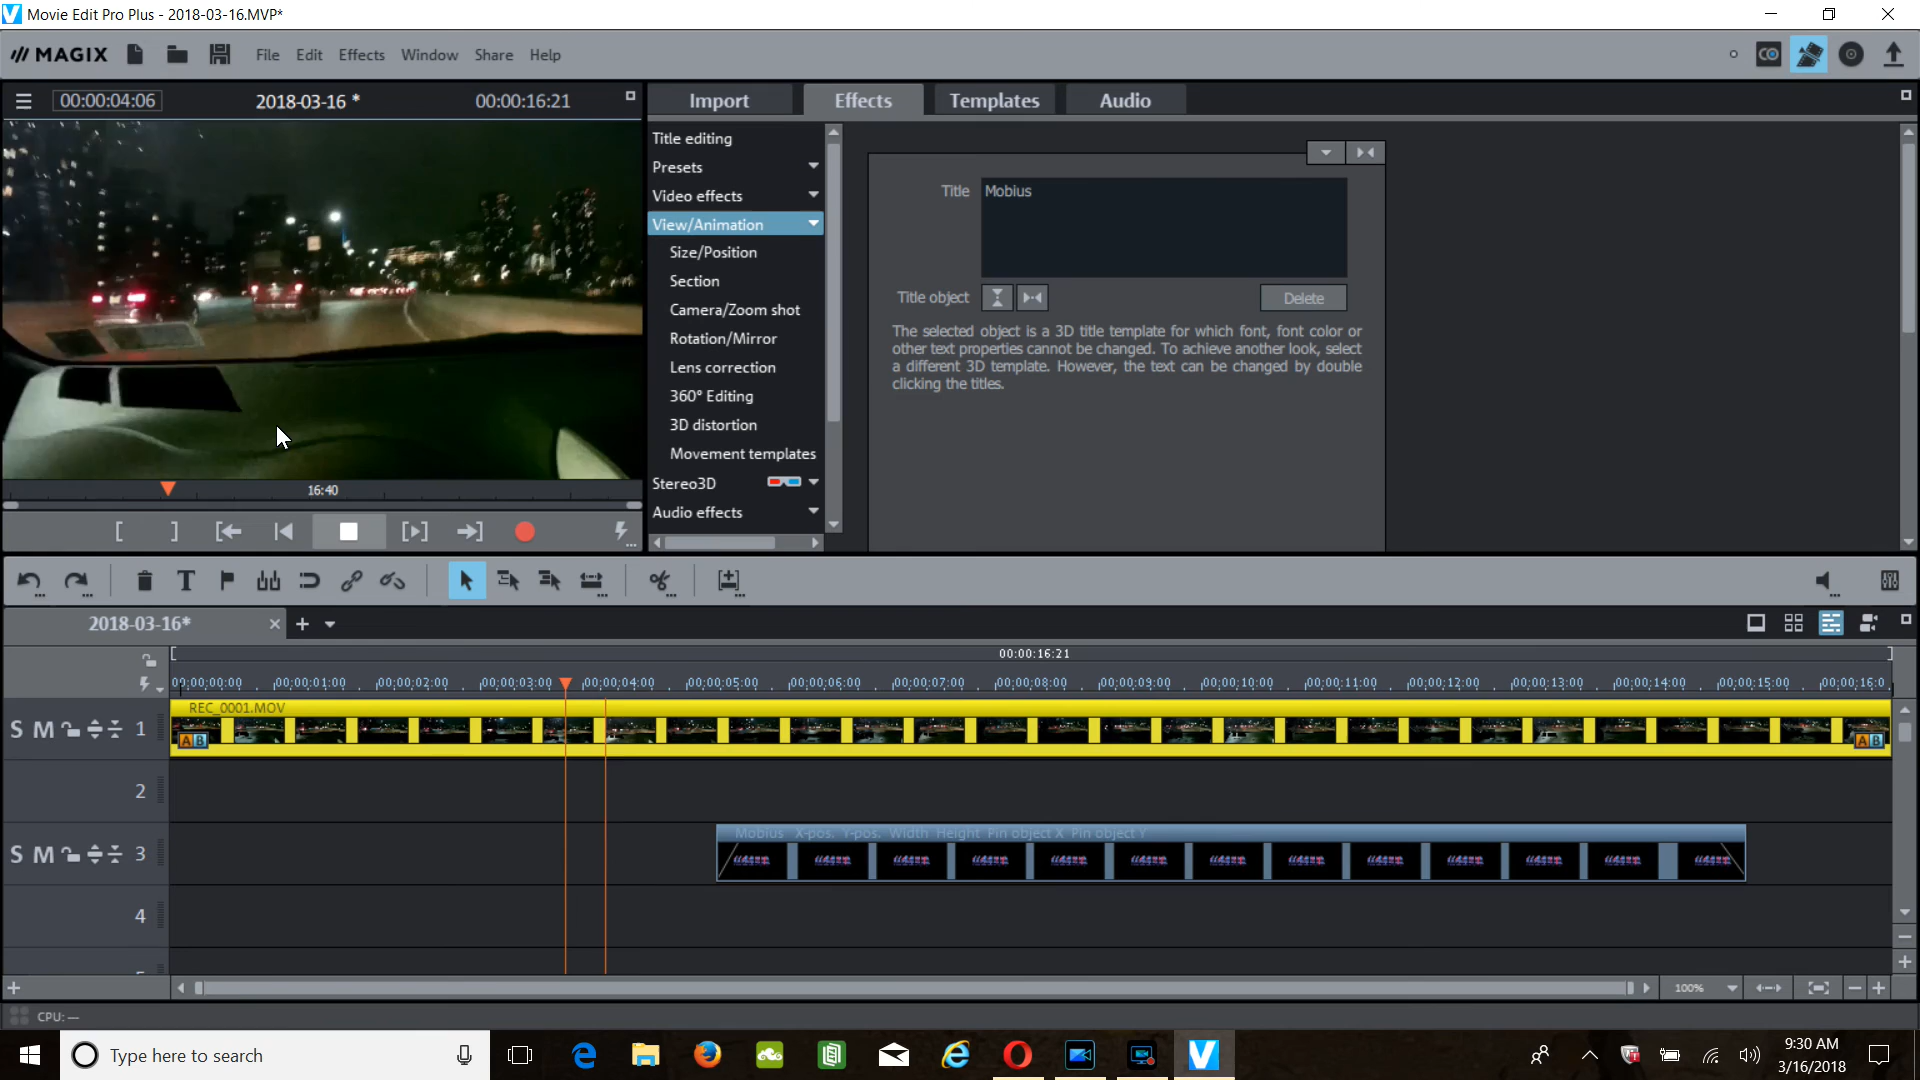 Movie Edit Pro Plus - 2018-03-16.MVP*
MAGIX File Edit Effects Window Share Help
00:00:04:06 2018-03-16 * 00:00:16:21
Import Effects Templates Audio
Title editing
Presets
Video effects
View/Animation
Size/Position
Section
Camera/Zoom shot
Rotation/Mirror
Lens correction
360° Editing
3D distortion
Movement templates
Stereo3D
Audio effects
Title Mobius
Title object Delete
The selected object is a 3D title template for which font, font color or
other text properties cannot be changed. To achieve another look, select
a different 3D template. However, the text can be changed by double
clicking the titles.
16:40
2018-03-16*
00:00:16:21
00:00:00:00 00:00:01:00 00:00:02:00 00:00:03:00 00:00:04:00 00:00:05:00 00:00:06:00 00:00:07:00 00:00:08:00 00:00:09:00 00:00:10:00 00:00:11:00 00:00:12:00 00:00:13:00 00:00:14:00 00:00:15:00 00:00:16:0
REC_0001.MOV
S M 1
A B A B
2
Mobius X-pos. Y-pos. Width Height Pin object X Pin object Y
S M 3
4
100%
CPU: —
Type here to search
9:30 AM
3/16/2018